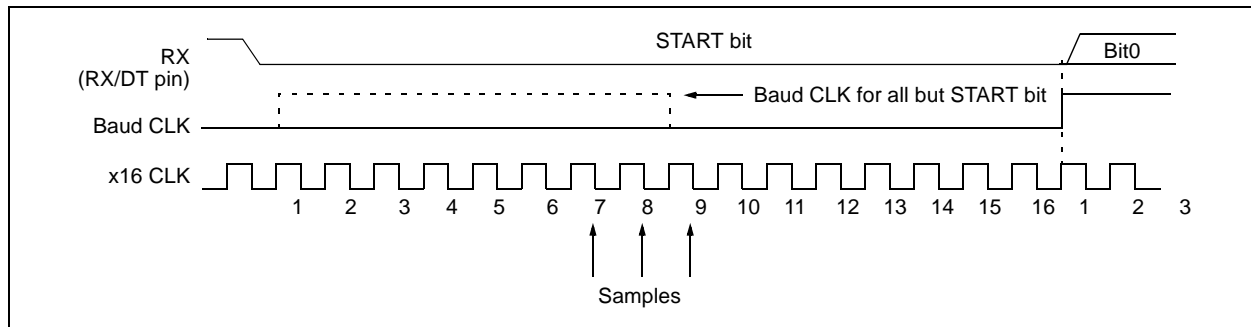 START bit
RX
(RX/DT pin)
Bit0
Baud CLK for all but START bit
Baud CLK
x16 CLK
1 2 3 4 5 6 7 8 9 10 11 12 13 14 15 16 1 2 3
Samples